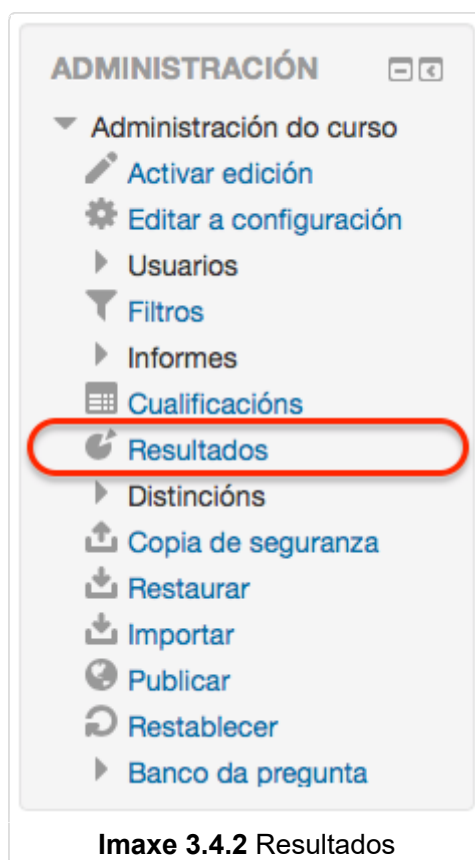 ADMINISTRACIÓN
Administración do curso
Activar edición
Editar a configuración
Usuarios
Filtros
Informes
Cualificacións
Resultados
Distincións
Copia de seguranza
Restaurar
Importar
Publicar
Restablecer
Banco da pregunta
Imaxe 3.4.2 Resultados